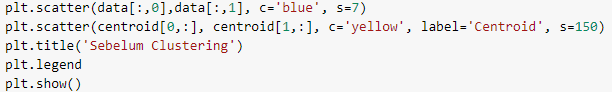 plt.scatter(data[:,0],data[:,1], c='blue', s=7)
plt.scatter(centroid[0,:], centroid[1,:], c='yellow', label='Centroid', s=150)
plt.title('Sebelum Clustering')
plt.legend
plt.show()